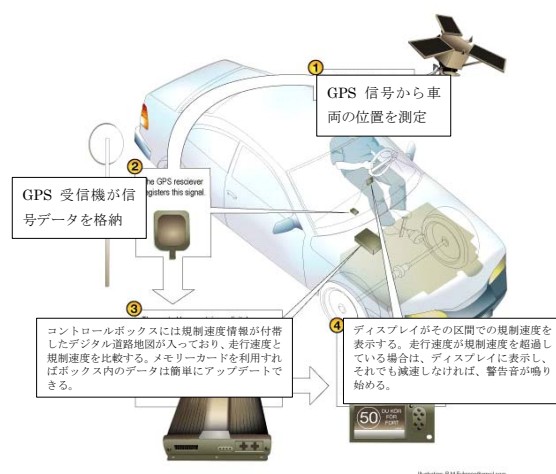 1
GPS 信号から車
両の位置を測定
2
The GPS resciever
registers this signal.
GPS 受信機が信
号データを格納
3
コントロールボックスには規制速度情報が付帯
したデジタル道路地図が入っており、走行速度と
規制速度を比較する。メモリーカードを利用すれ
ばボックス内のデータは簡単にアップデートで
きる。
4
ディスプレイがその区間での規制速度を
表示する。走行速度が規制速度を超過し
ている場合は、ディスプレイに表示し、
それでも減速しなければ、警告音が鳴り
始める。
50
DU KÖR
FÖR
FORT